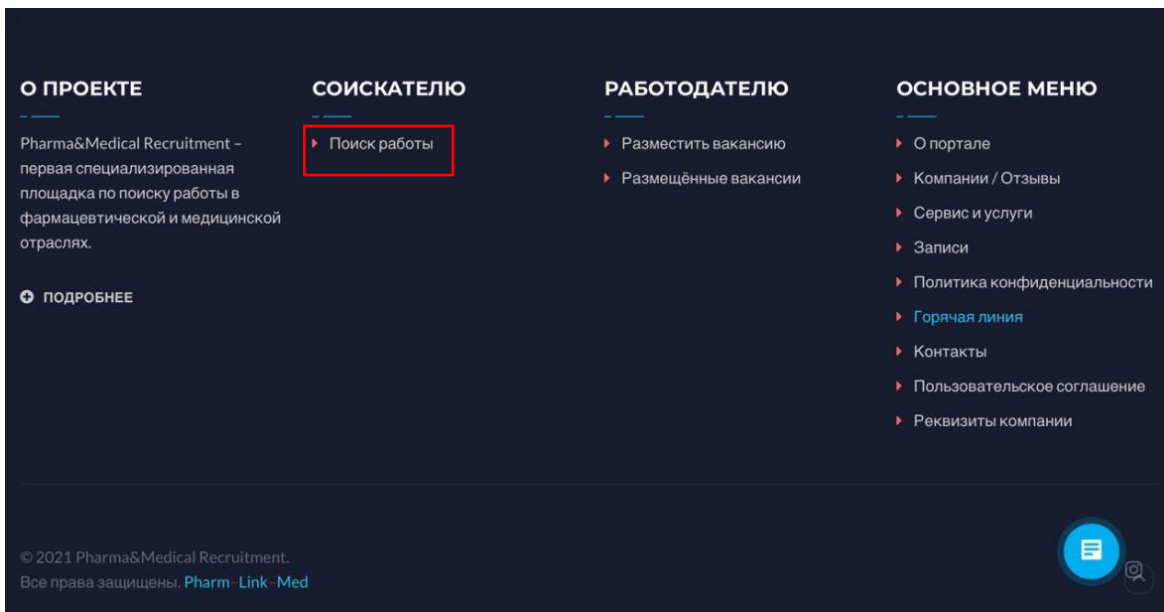 О ПРОЕКТЕ
Pharma&Medical Recruitment –
первая специализированная
площадка по поиску работы в
фармацевтической и медицинской
отраслях.
ПОДРОБНЕЕ
СОИСКАТЕЛЮ
Поиск работы
РАБОТОДАТЕЛЮ
Разместить вакансию
Размещённые вакансии
ОСНОВНОЕ МЕНЮ
О портале
Компании / Отзывы
Сервис и услуги
Записи
Политика конфиденциальности
Горячая линия
Контакты
Пользовательское соглашение
Реквизиты компании
© 2021 Pharma&Medical Recruitment.
Все права защищены. Pharm-Link-Med